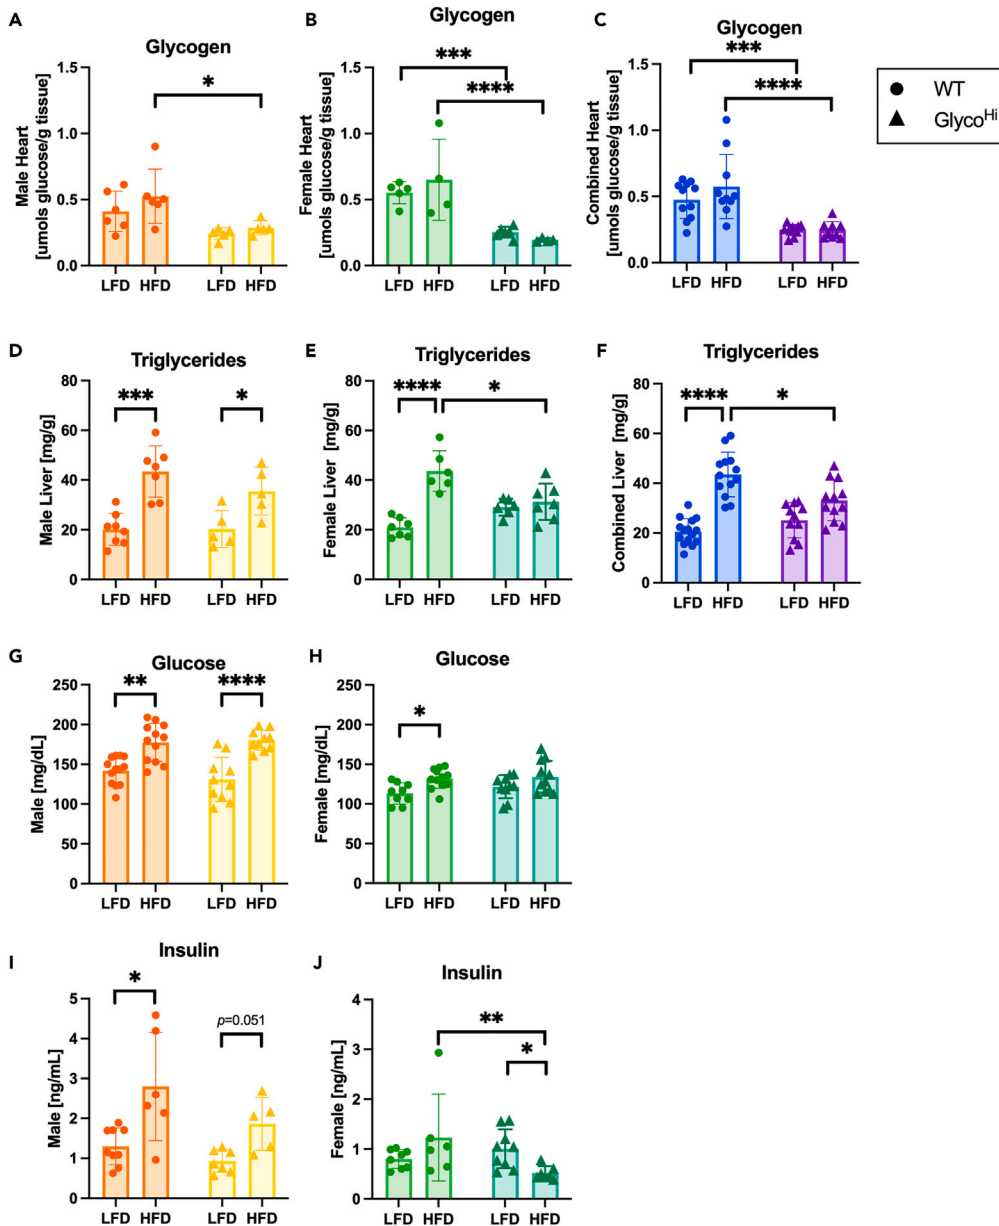 A
Glycogen
*
Male Heart
[umols glucose/g tissue]
1.5
1.0
0.5
0.0
LFD HFD LFD HFD
B
Glycogen
***
****
Female Heart
[umols glucose/g tissue]
1.5
1.0
0.5
0.0
LFD HFD LFD HFD
C
Glycogen
***
****
Combined Heart
[umols glucose/g tissue]
1.5
1.0
0.5
0.0
LFD HFD LFD HFD
WT
GlycoHi
D
Triglycerides
*** *
Male Liver [mg/g]
80
60
40
20
0
LFD HFD LFD HFD
E
Triglycerides
**** *
Female Liver [mg/g]
80
60
40
20
0
LFD HFD LFD HFD
F
Triglycerides
**** *
Combined Liver [mg/g]
80
60
40
20
0
LFD HFD LFD HFD
G
Glucose
** ****
Male [mg/dL]
250
200
150
100
50
0
LFD HFD LFD HFD
H
Glucose
*
Female [mg/dL]
250
200
150
100
50
0
LFD HFD LFD HFD
I
Insulin
*
p=0.051
Male [ng/mL]
5
4
3
2
1
0
LFD HFD LFD HFD
J
Insulin
**
*
Female [ng/mL]
4
3
2
1
0
LFD HFD LFD HFD